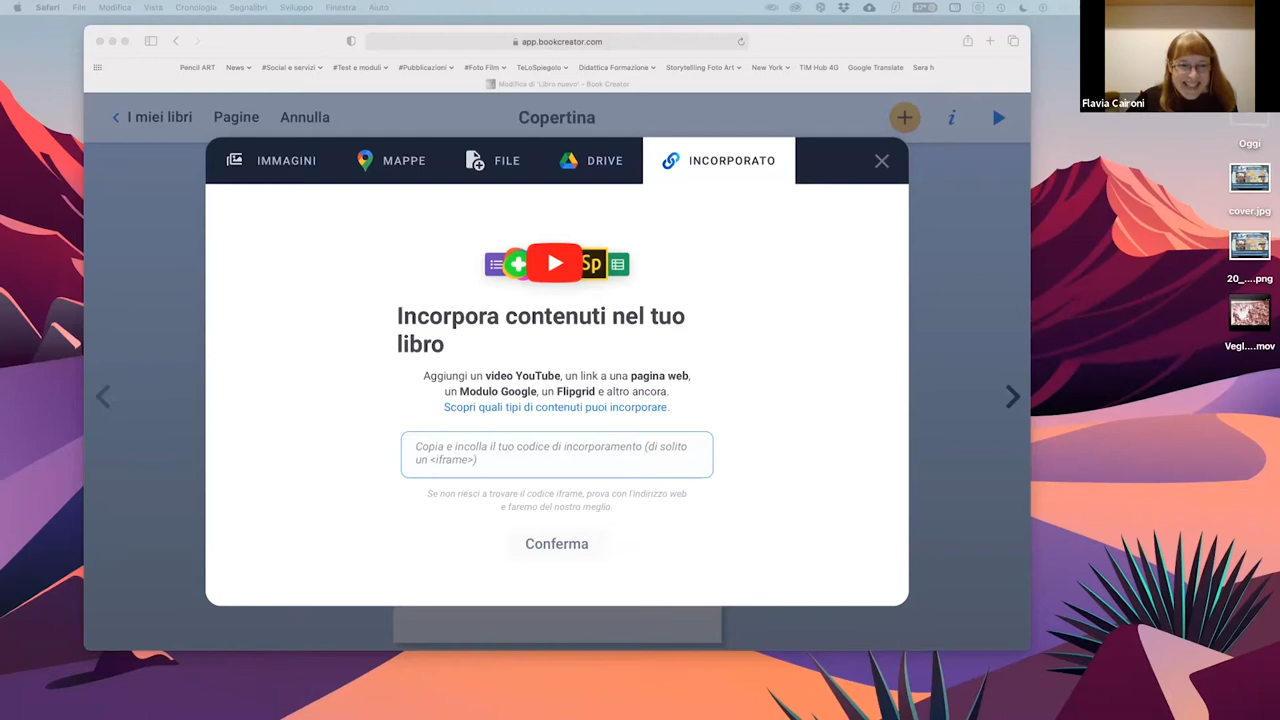 Safari File Modifica Vista Cronologia Segnalibri Sviluppo Finestra Aiuto
app.bookcreator.com
Pencil ART News #Social e servizi #Test e moduli #Pubblicazioni #Foto Film TeLoSpiegolo Didattica Formazione Storytelling Foto Art New York TIM Hub 4G Google Translate Sera h
Modifica di 'Libro nuovo' – Book Creator
I miei libri Pagine Annulla Copertina
IMMAGINI MAPPE FILE DRIVE INCORPORATO
Sp
Incorpora contenuti nel tuo
libro
Aggiungi un video YouTube, un link a una pagina web,
un Modulo Google, un Flipgrid e altro ancora.
Scopri quali tipi di contenuti puoi incorporare.
Copia e incolla il tuo codice di incorporamento (di solito
un <iframe>)
Se non riesci a trovare il codice iframe, prova con l'indirizzo web
e faremo del nostro meglio.
Conferma
Flavia Caironi
Oggi
cover.jpg
20_....png
Vegl....mov